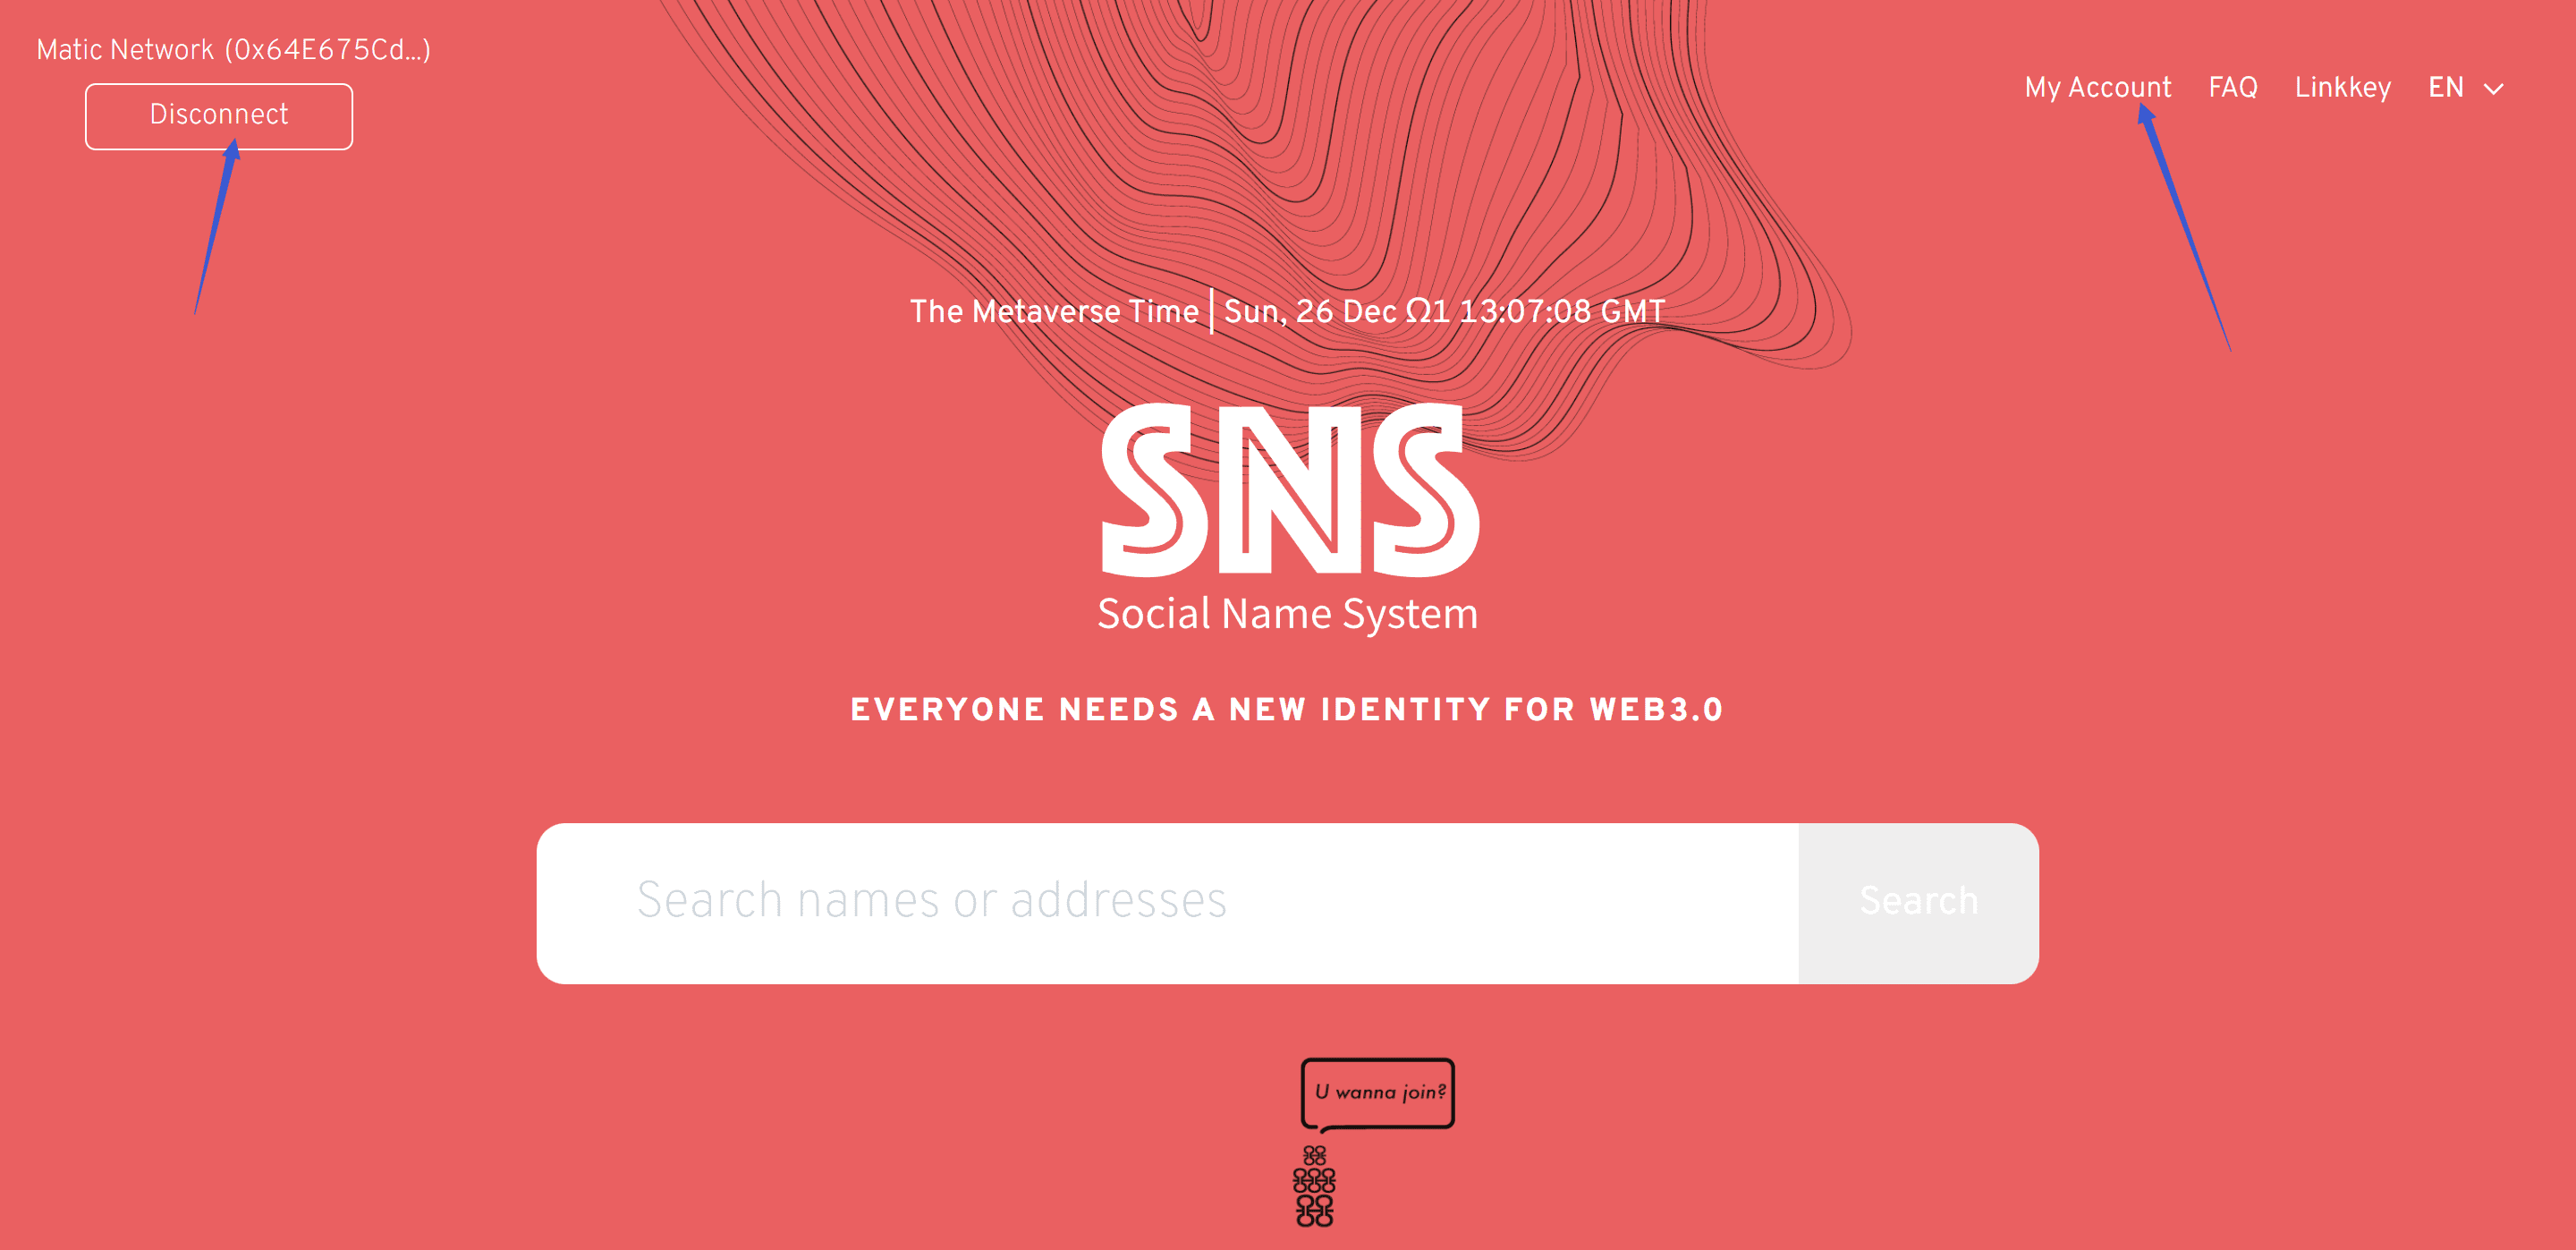 Matic Network (0x64E675Cd...)
Disconnect
My Account FAQ Linkkey EN
The Metaverse Time | Sun, 26 Dec Ω1 13:07:08 GMT
SNS
Social Name System
EVERYONE NEEDS A NEW IDENTITY FOR WEB3.0
Search names or addresses
Search
U wanna join?